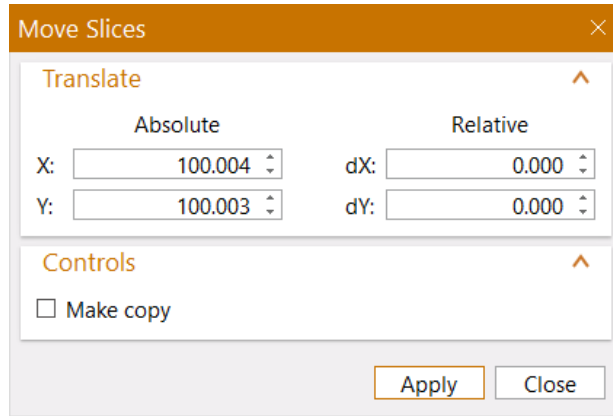 Move Slices
Translate
Absolute Relative
X: 100.004 dX: 0.000
Y: 100.003 dY: 0.000
Controls
Make copy
Apply Close